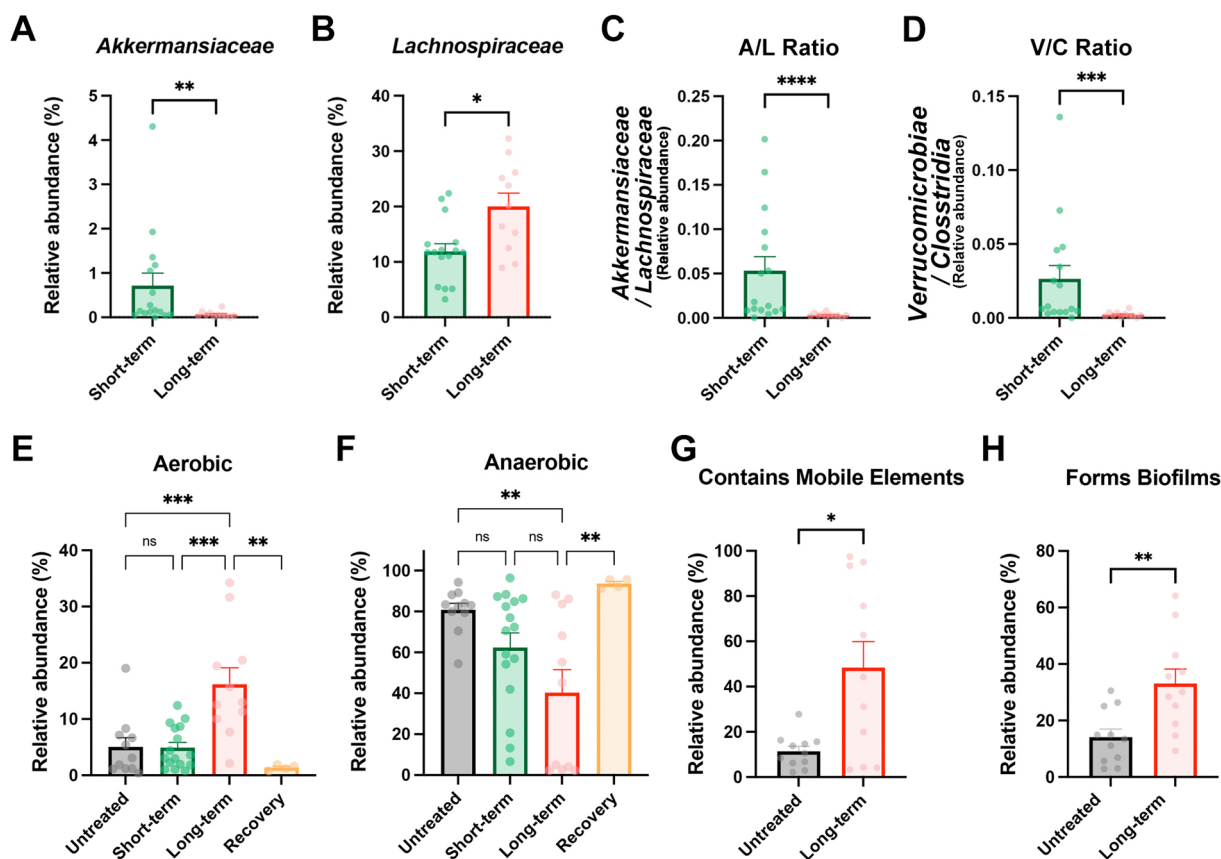 A
Akkermansiaceae
**
Relative abundance (%)
5
4
3
2
1
0
Short-term
Long-term
B
Lachnospiraceae
*
Relative abundance (%)
40
30
20
10
0
Short-term
Long-term
C
A/L Ratio
****
Akkermansiaceae
/ Lachnospiraceae
(Relative abundance)
0.25
0.20
0.15
0.10
0.05
0.00
Short-term
Long-term
D
V/C Ratio
***
Verrucomicrobiae
/ Closstridia
(Relative abundance)
0.15
0.10
0.05
0.00
Short-term
Long-term
E
Aerobic
***
ns
***
**
Relative abundance (%)
40
30
20
10
0
Untreated
Short-term
Long-term
Recovery
F
Anaerobic
**
ns
ns
**
Relative abundance (%)
100
80
60
40
20
0
Untreated
Short-term
Long-term
Recovery
G
Contains Mobile Elements
*
Relative abundance (%)
100
80
60
40
20
0
Untreated
Long-term
H
Forms Biofilms
**
Relative abundance (%)
80
60
40
20
0
Untreated
Long-term